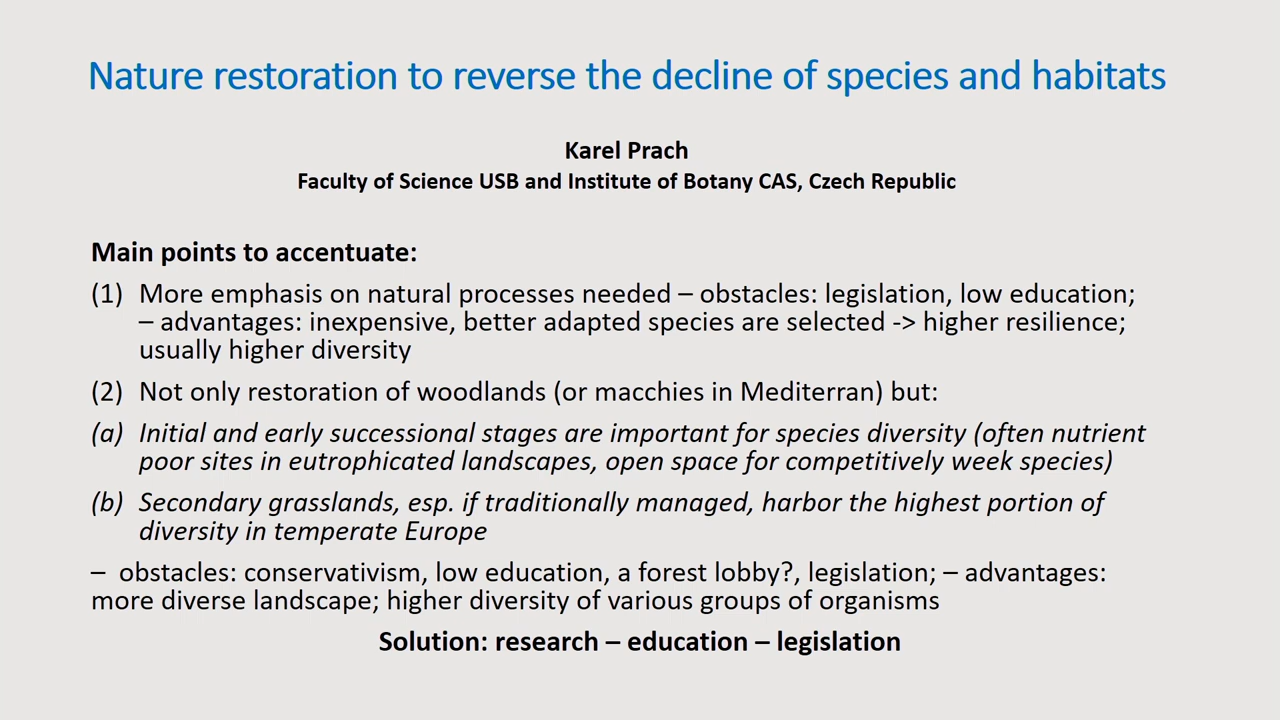 Nature restoration to reverse the decline of species and habitats
Karel Prach
Faculty of Science USB and Institute of Botany CAS, Czech Republic
Main points to accentuate:
(1) More emphasis on natural processes needed – obstacles: legislation, low education;
– advantages: inexpensive, better adapted species are selected -> higher resilience;
usually higher diversity
(2) Not only restoration of woodlands (or macchies in Mediterran) but:
(a) Initial and early successional stages are important for species diversity (often nutrient
poor sites in eutrophicated landscapes, open space for competitively week species)
(b) Secondary grasslands, esp. if traditionally managed, harbor the highest portion of
diversity in temperate Europe
– obstacles: conservativism, low education, a forest lobby?, legislation; – advantages:
more diverse landscape; higher diversity of various groups of organisms
Solution: research – education – legislation